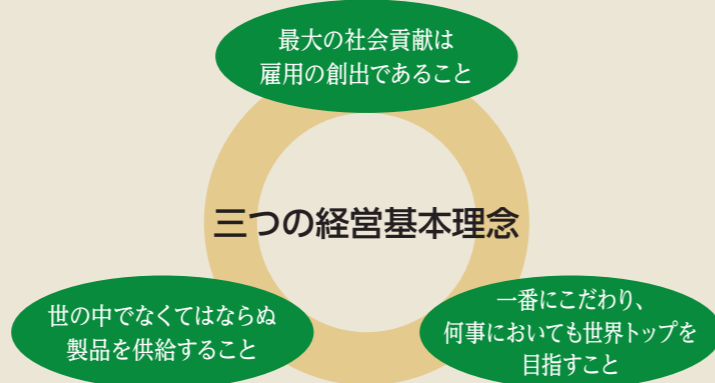 最大の社会貢献は
雇用の創出であること
三つの経営基本理念
世の中でなくてはならぬ
製品を供給すること
一番にこだわり、
何事においても世界トップを
目指すこと